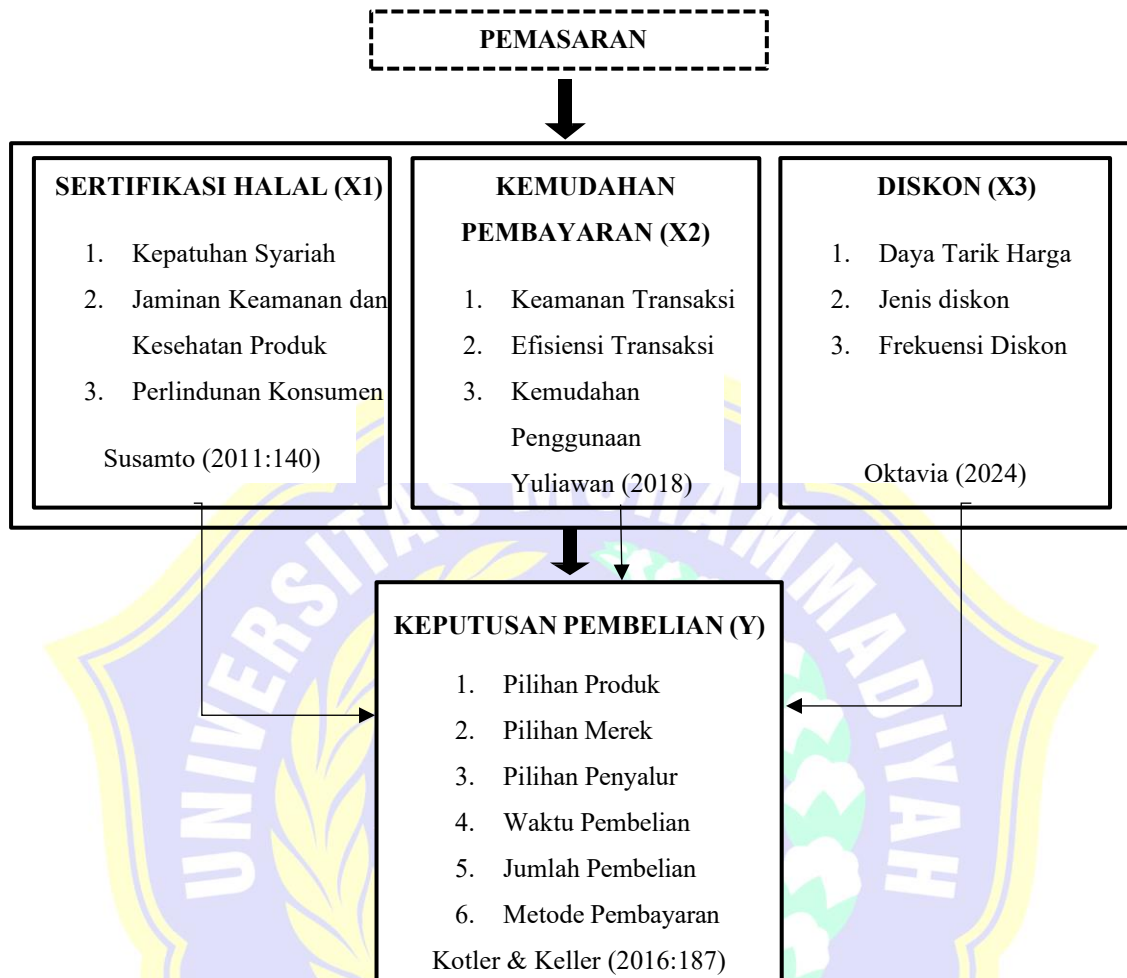 PEMASARAN
SERTIFIKASI HALAL (X1)
1. Kepatuhan Syariah
2. Jaminan Keamanan dan
Kesehatan Produk
3. Perlindunan Konsumen
Susamto (2011:140)
KEMUDAHAN
PEMBAYARAN (X2)
1. Keamanan Transaksi
2. Efisiensi Transaksi
3. Kemudahan
Penggunaan
Yuliawan (2018)
DISKON (X3)
1. Daya Tarik Harga
2. Jenis diskon
3. Frekuensi Diskon
Oktavia (2024)
KEPUTUSAN PEMBELIAN (Y)
1. Pilihan Produk
2. Pilihan Merek
3. Pilihan Penyalur
4. Waktu Pembelian
5. Jumlah Pembelian
6. Metode Pembayaran
Kotler & Keller (2016:187)
UNIVERSITAS MUHAMMADIYAH